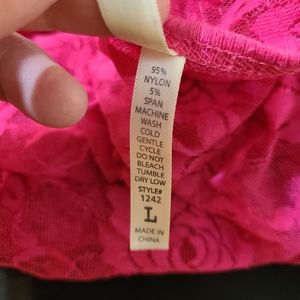 95%
NYLON
5%
SPAN
MACHINE
WASH
COLD
GENTLE
CYCLE
DO NOT
BLEACH
TUMBLE
DRY LOW
STYLE#
1242
L
MADE IN
CHINA